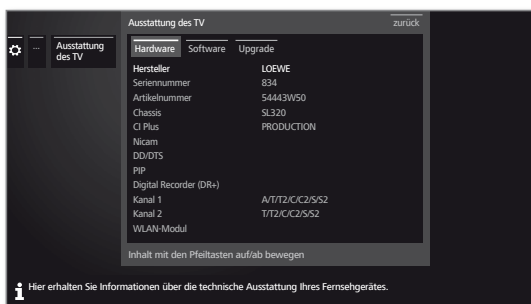 Ausstattung des TV
zurück
...
Ausstattung
des TV
Hardware Software Upgrade
Hersteller LOEWE
Seriennummer 834
Artikelnummer 54443W50
Chassis SL320
CI Plus PRODUCTION
Nicam
DD/DTS
PIP
Digital Recorder (DR+)
Kanal 1 A/T/T2/C/C2/S/S2
Kanal 2 T/T2/C/C2/S/S2
WLAN-Modul
Inhalt mit den Pfeiltasten auf/ab bewegen
i Hier erhalten Sie Informationen über die technische Ausstattung Ihres Fernsehgerätes.